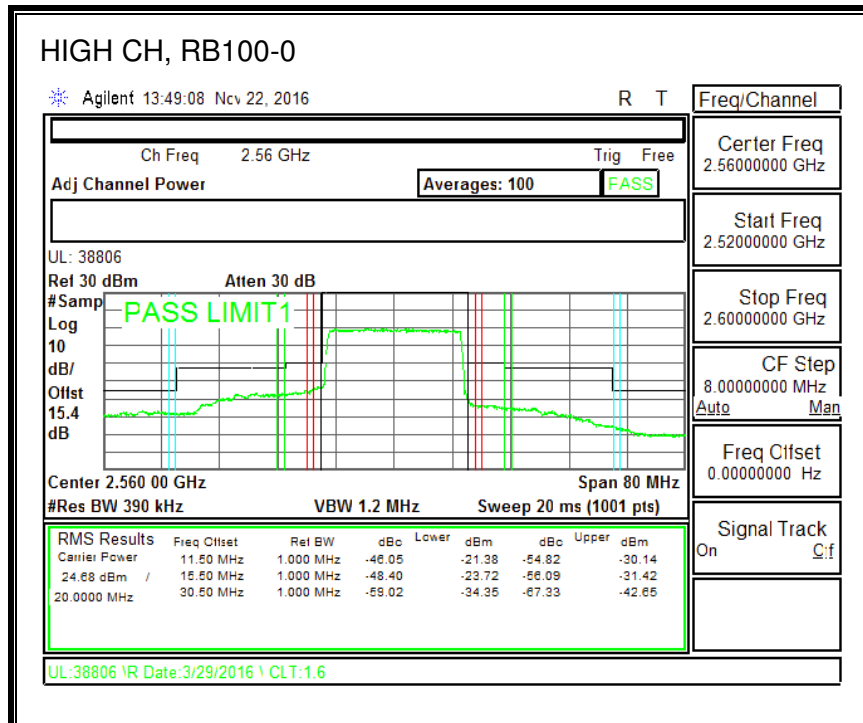 HIGH CH, RB100-0
Agilent 13:49:08 Nov 22, 2016 R T
Freq/Channel
Ch Freq 2.56 GHz Trig Free
Adj Channel Power Averages: 100 PASS
UL: 38806
Ref 30 dBm Atten 30 dB
#Samp
Log
10
dB/
Offst
15.4
dB
PASS LIMIT1
Center 2.560 00 GHz Span 80 MHz
#Res BW 390 kHz VBW 1.2 MHz Sweep 20 ms (1001 pts)
RMS Results Freq Offset Ref BW dBc Lower dBm dBc Upper dBm
Carrier Power 11.50 MHz 1.000 MHz -46.05 -21.38 -54.82 -30.14
24.68 dBm / 15.50 MHz 1.000 MHz -48.40 -23.72 -56.09 -31.42
20.0000 MHz 30.50 MHz 1.000 MHz -59.02 -34.35 -67.33 -42.65
UL:38806 \R Date:3/29/2016 \ CLT:1.6
Center Freq
2.56000000 GHz
Start Freq
2.52000000 GHz
Stop Freq
2.60000000 GHz
CF Step
8.00000000 MHz
Auto Man
Freq Offset
0.00000000 Hz
Signal Track
On Off